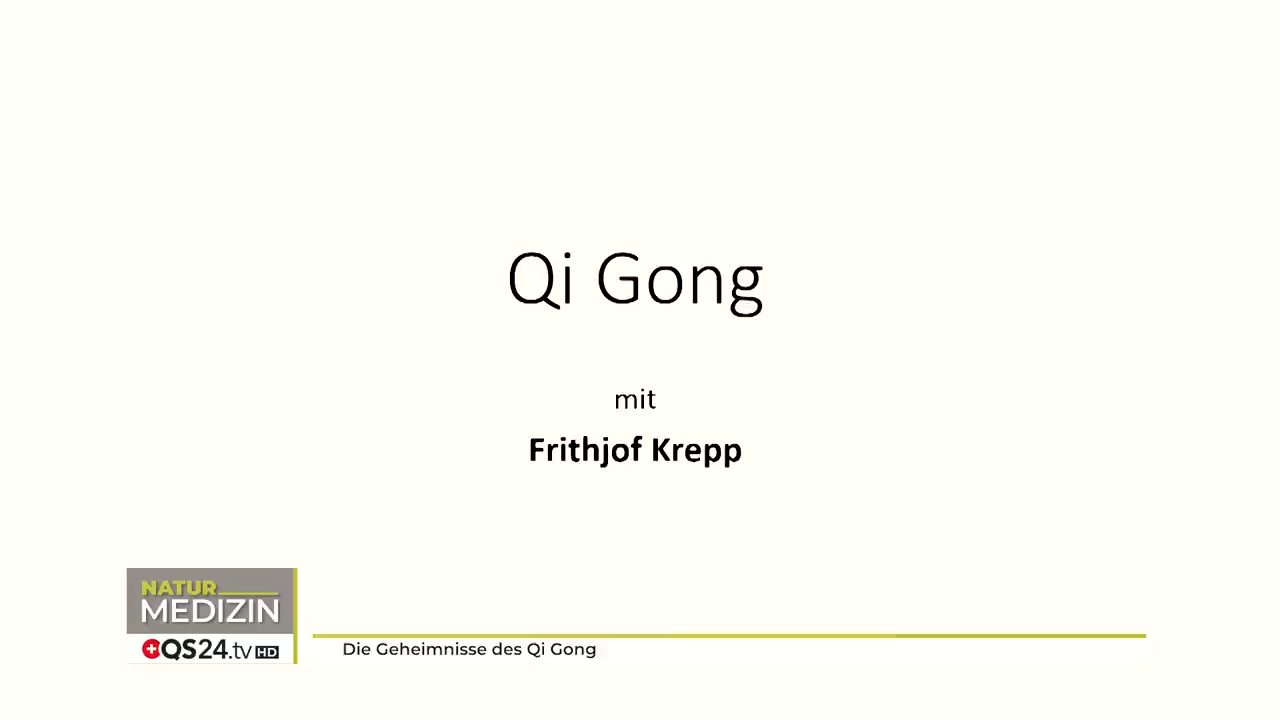 Qi Gong
mit
Frithjof Krepp
NATUR
MEDIZIN
QS24.tv HD
Die Geheimnisse des Qi Gong